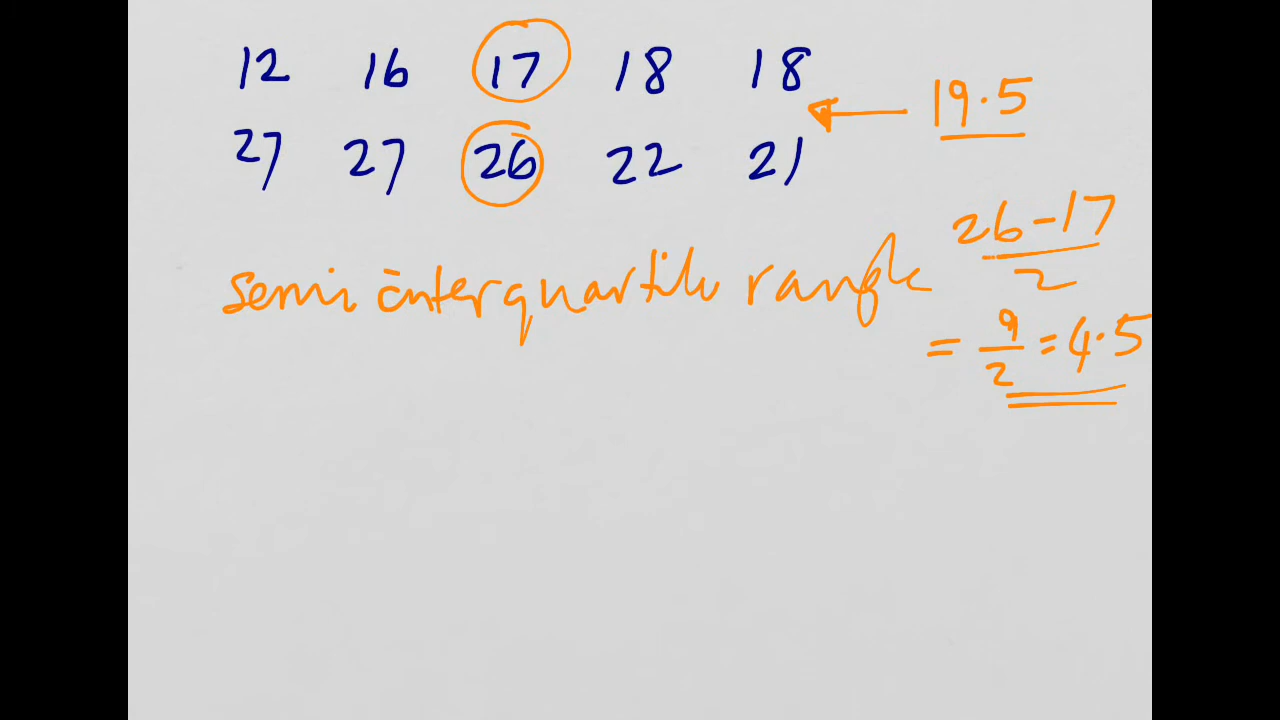 12 16 17 18 18
19.5
27 27 26 22 21
26-17
2
semi interquartile range
= 9/2 = 4.5